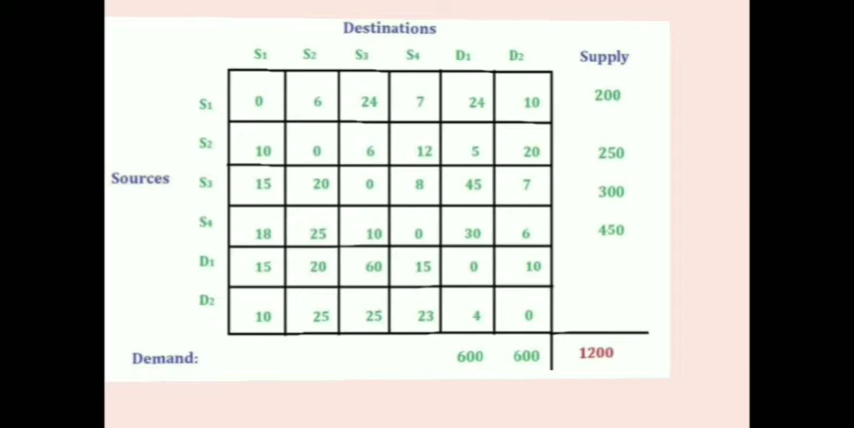 Destinations
S1 S2 S3 S4 D1 D2 Supply
S1 0 6 24 7 24 10 200
S2 10 0 6 12 5 20 250
Sources S3 15 20 0 8 45 7 300
S4 18 25 10 0 30 6 450
D1 15 20 60 15 0 10
D2 10 25 25 23 4 0
Demand: 600 600 1200